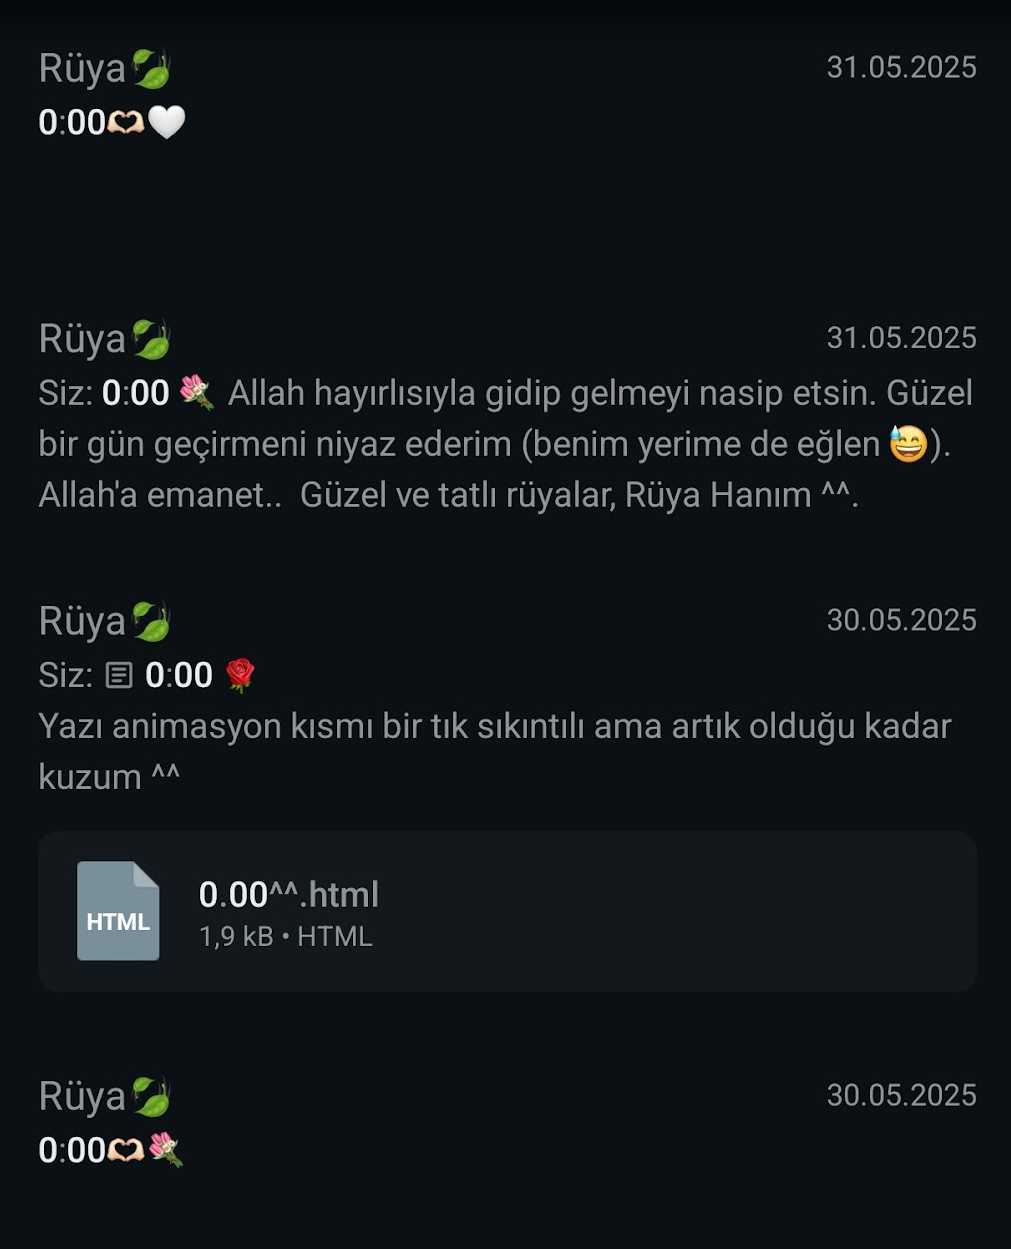 Rüya🍃 31.05.2025
0:00🫶🏻🤍
Rüya🍃 31.05.2025
Siz: 0:00 💐 Allah hayırlısıyla gidip gelmeyi nasip etsin. Güzel
bir gün geçirmeni niyaz ederim (benim yerime de eğlen 😅).
Allah'a emanet..  Güzel ve tatlı rüyalar, Rüya Hanım ^^.
Rüya🍃 30.05.2025
Siz: 0:00 🌹
Yazı animasyon kısmı bir tık sıkıntılı ama artık olduğu kadar
kuzum ^^
HTML 0.00^^.html
1,9 kB • HTML
Rüya🍃 30.05.2025
0:00🫶🏻💐